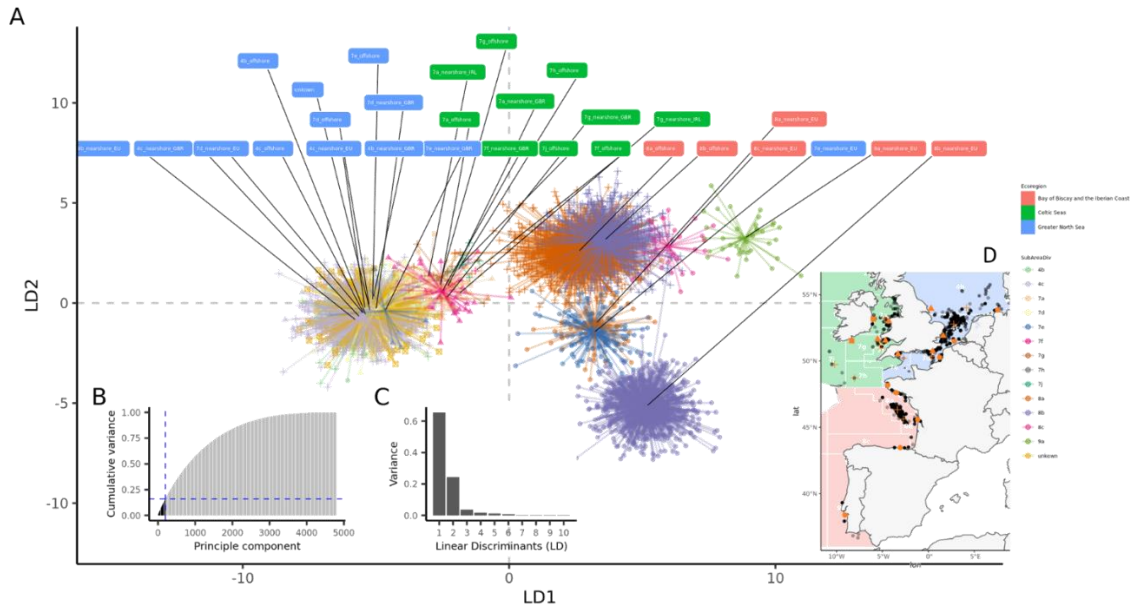 A
7g_offshore
4b_offshore
7e_offshore
7h_offshore
7a_nearshore_IRL
unkown
7d_nearshore_GBR
7a_nearshore_GBR
7d_offshore
7a_offshore
7g_nearshore_GBR
7g_nearshore_IRL
4b_nearshore_EU
4c_nearshore_GBR
7d_nearshore_EU
4c_offshore
4c_nearshore_EU
4b_nearshore_GBR
7e_nearshore_GBR
7f_nearshore_GBR
7j_offshore
7f_offshore
8a_offshore
8b_offshore
8c_nearshore_EU
7e_nearshore_EU
9a_nearshore_EU
8b_nearshore_EU
10
5
0
-5
-10
LD2
-10
0
10
LD1
B
Cumulative variance
1.00
0.75
0.50
0.25
0.00
0 1000 2000 3000 4000 5000
Principle component
C
Variance
0.6
0.4
0.2
0.0
1 2 3 4 5 6 7 8 9 10
Linear Discriminants (LD)
Ecoregion
Bay of Biscay and the Iberian Coast
Celtic Seas
Greater North Sea
SubAreaDiv
4b
4c
7a
7d
7e
7f
7g
7h
7j
8a
8b
8c
9a
unkown
D
lat
55°N
50°N
45°N
40°N
10°W 5°W 0° 5°E
lon